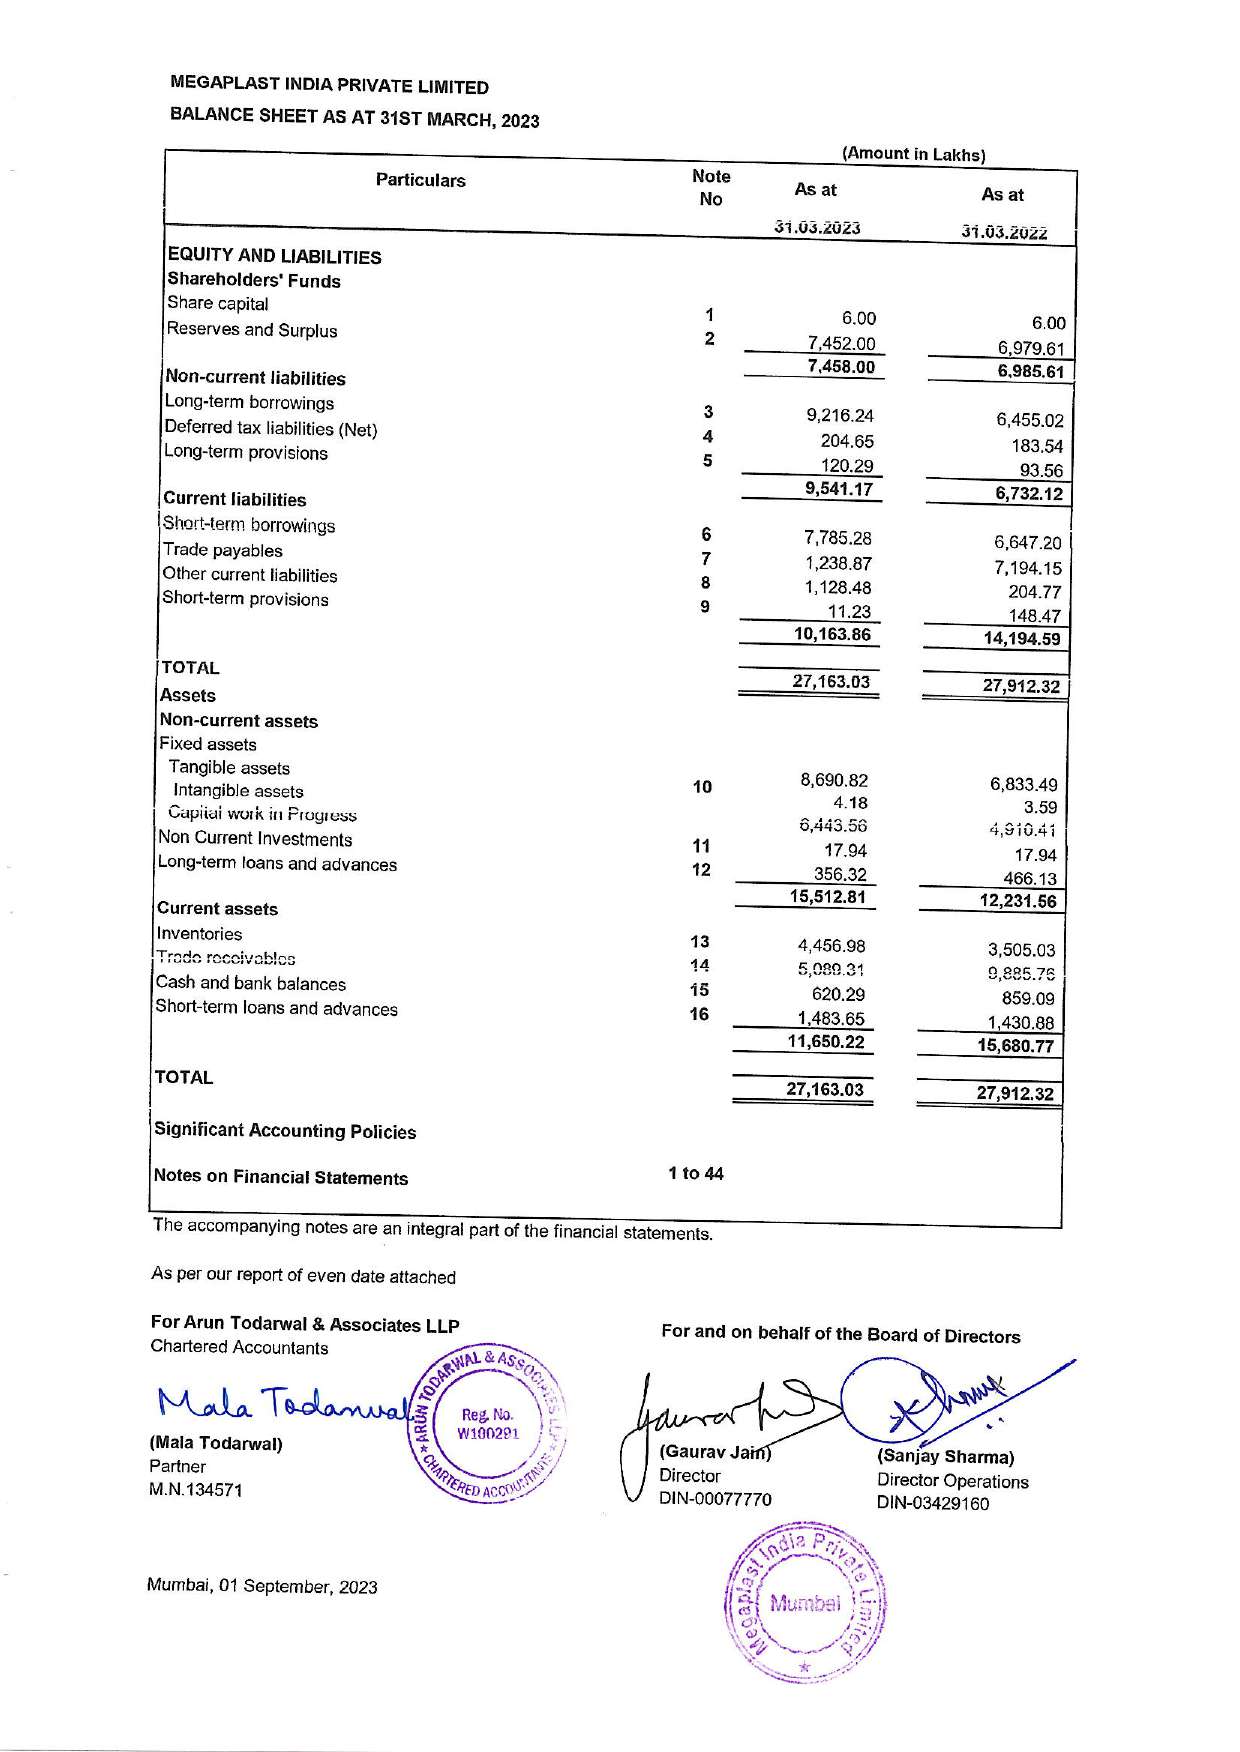 MEGAPLAST INDIA PRIVATE LIMITED
BALANCE SHEET AS AT 31ST MARCH, 2023
(Amount in Lakhs)
Particulars Note No As at 31.03.2023 As at 31.03.2022
EQUITY AND LIABILITIES
Shareholders' Funds
Share capital 1 6.00 6.00
Reserves and Surplus 2 7,452.00 6,979.61
7,458.00 6,985.61
Non-current liabilities
Long-term borrowings 3 9,216.24 6,455.02
Deferred tax liabilities (Net) 4 204.65 183.54
Long-term provisions 5 120.29 93.56
9,541.17 6,732.12
Current liabilities
Short-term borrowings 6 7,785.28 6,647.20
Trade payables 7 1,238.87 7,194.15
Other current liabilities 8 1,128.48 204.77
Short-term provisions 9 11.23 148.47
10,163.86 14,194.59
TOTAL 27,163.03 27,912.32
Assets
Non-current assets
Fixed assets
Tangible assets 10 8,690.82 6,833.49
Intangible assets 4.18 3.59
Capital work in Progress 6,443.56 4,910.41
Non Current Investments 11 17.94 17.94
Long-term loans and advances 12 356.32 466.13
15,512.81 12,231.56
Current assets
Inventories 13 4,456.98 3,505.03
Trade receivables 14 5,089.31 9,885.76
Cash and bank balances 15 620.29 859.09
Short-term loans and advances 16 1,483.65 1,430.88
11,650.22 15,680.77
TOTAL 27,163.03 27,912.32
Significant Accounting Policies
Notes on Financial Statements 1 to 44
The accompanying notes are an integral part of the financial statements.
As per our report of even date attached
For Arun Todarwal & Associates LLP
Chartered Accountants
Mala Todarwal
ARUN TODARWAL & ASSOCIATES LLP
Reg. No.
W100291
★ CHARTERED ACCOUNTANTS ★
(Mala Todarwal)
Partner
M.N.134571
For and on behalf of the Board of Directors
(Gaurav Jain)
Director
DIN-00077770
(Sanjay Sharma)
Director Operations
DIN-03429160
Megaplast India Private Limited
Mumbai
Mumbai, 01 September, 2023